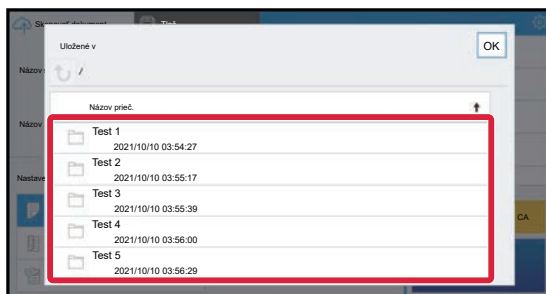 Skenovať dokument
Tlač
Uložené v
OK
/
Názov
Názov prieč.
Názov
Test 1
2021/10/10 03:54:27
Test 2
2021/10/10 03:55:17
Test 3
2021/10/10 03:55:39
Nastave
Test 4
2021/10/10 03:56:00
CA
Test 5
2021/10/10 03:56:29